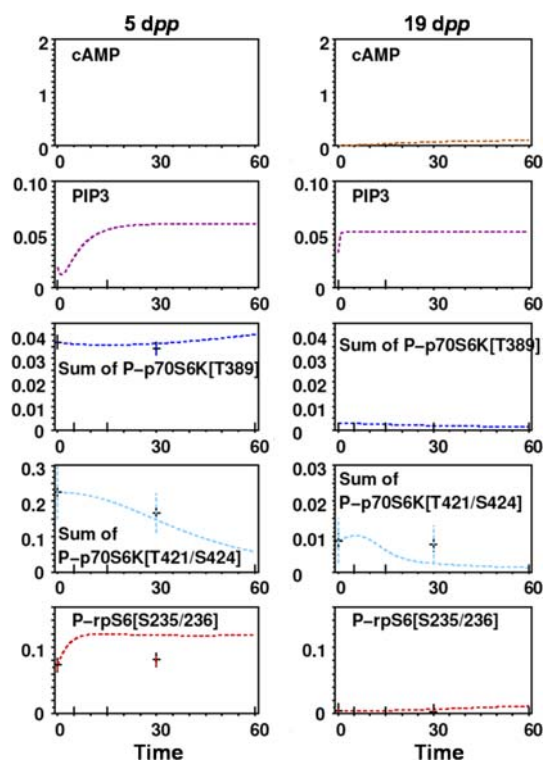 5 dpp 19 dpp
cAMP cAMP
2 2
1 1
0 0
0 30 60 0 30 60
PIP3 PIP3
0.10 0.10
0.05 0.05
0 0
0 30 60 0 30 60
0.04 0.04
Sum of P-p70S6K[T389]
0.03 0.03
Sum of P-p70S6K[T389]
0.02 0.02
0.01 0.01
0 0
0 30 60 0 30 60
0.3 0.03
Sum of
P-p70S6K[T421/S424]
0.2 0.02
Sum of
P-p70S6K[T421/S424]
0.1 0.01
0 0
0 30 60 0 30 60
P-rpS6[S235/236] P-rpS6[S235/236]
0.1 0.1
0 0
0 30 60 0 30 60
Time Time